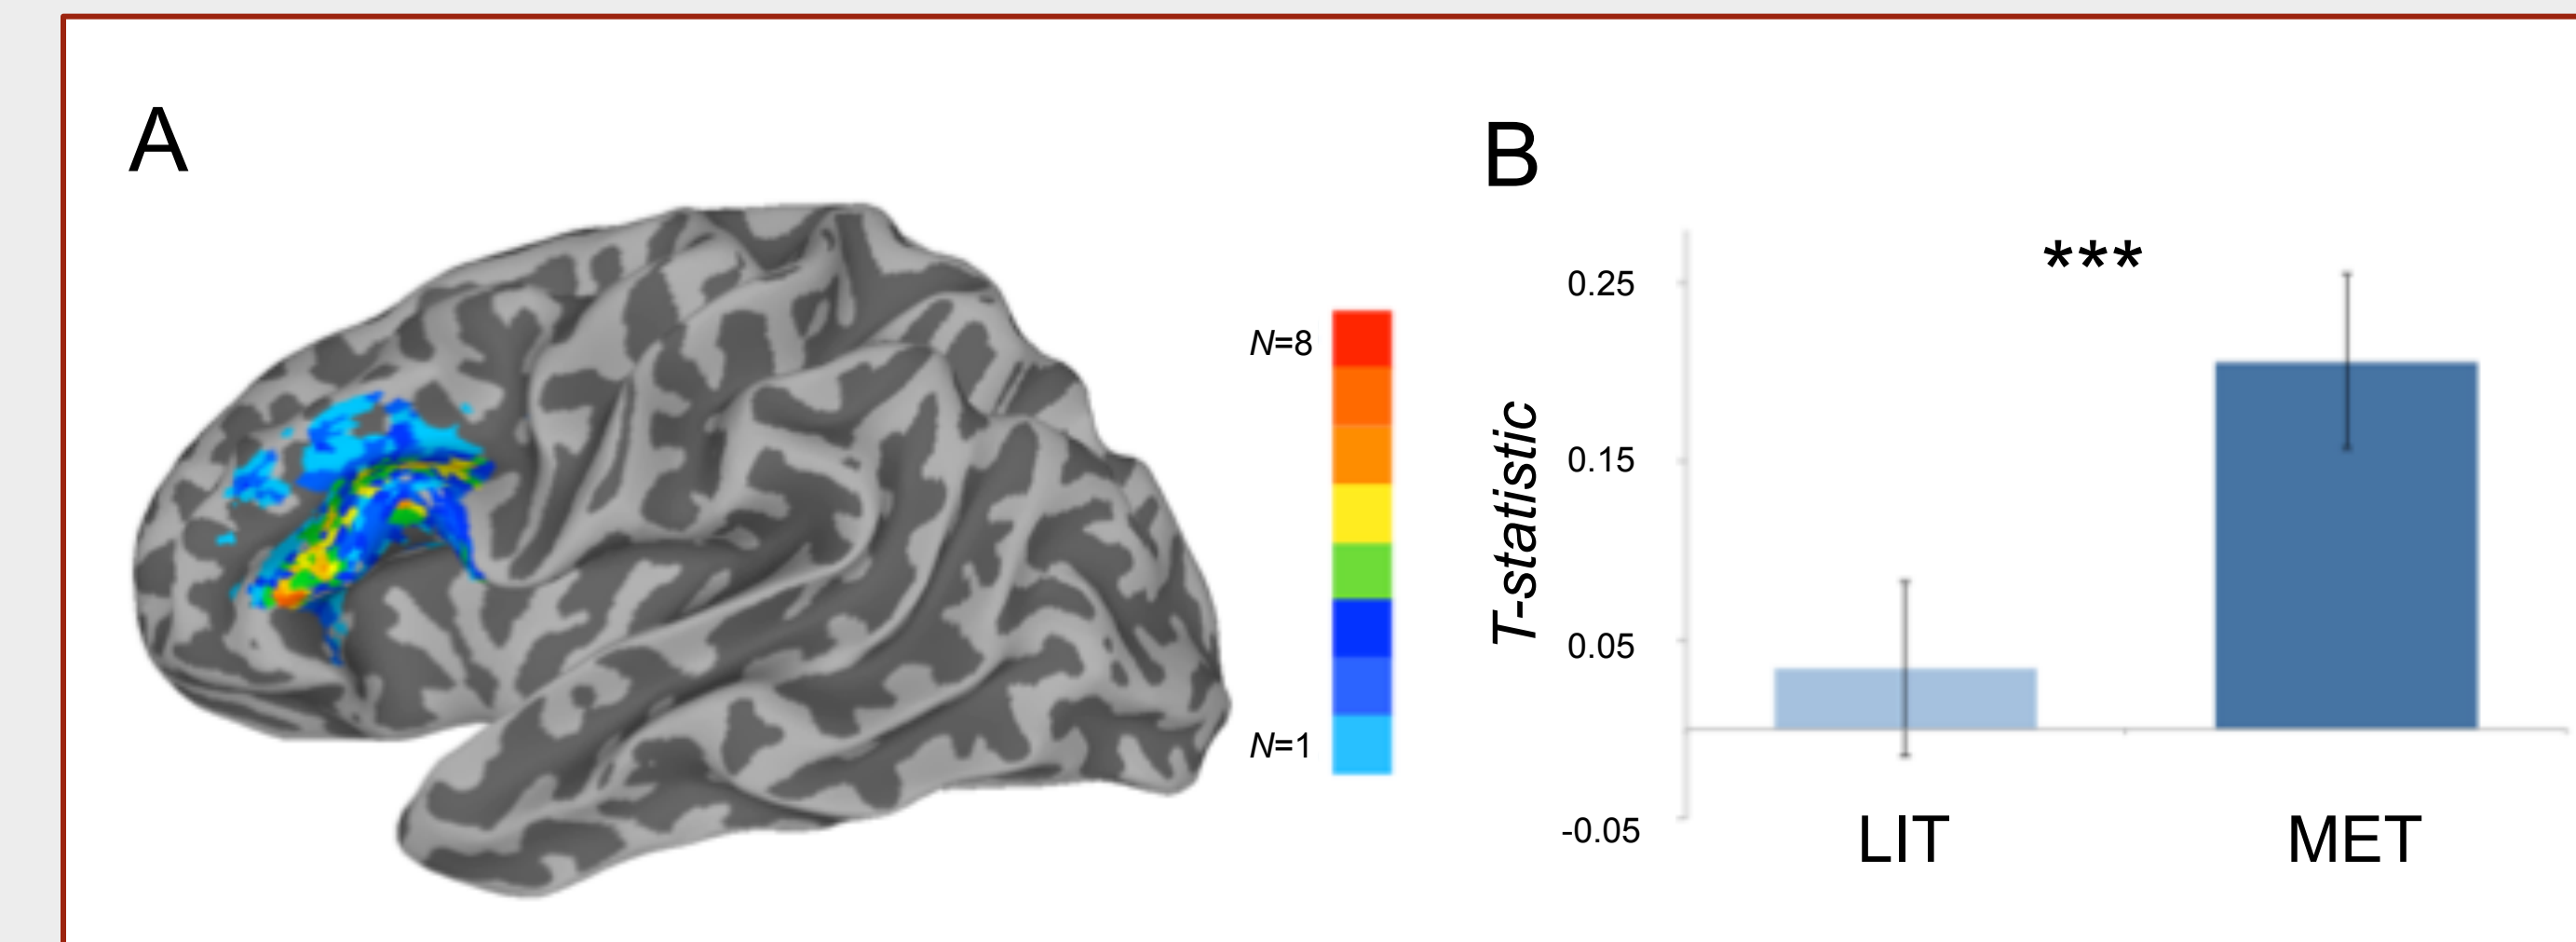 A
B
***
0.25
N=8
0.15
T-statistic
0.05
N=1
-0.05
LIT
MET